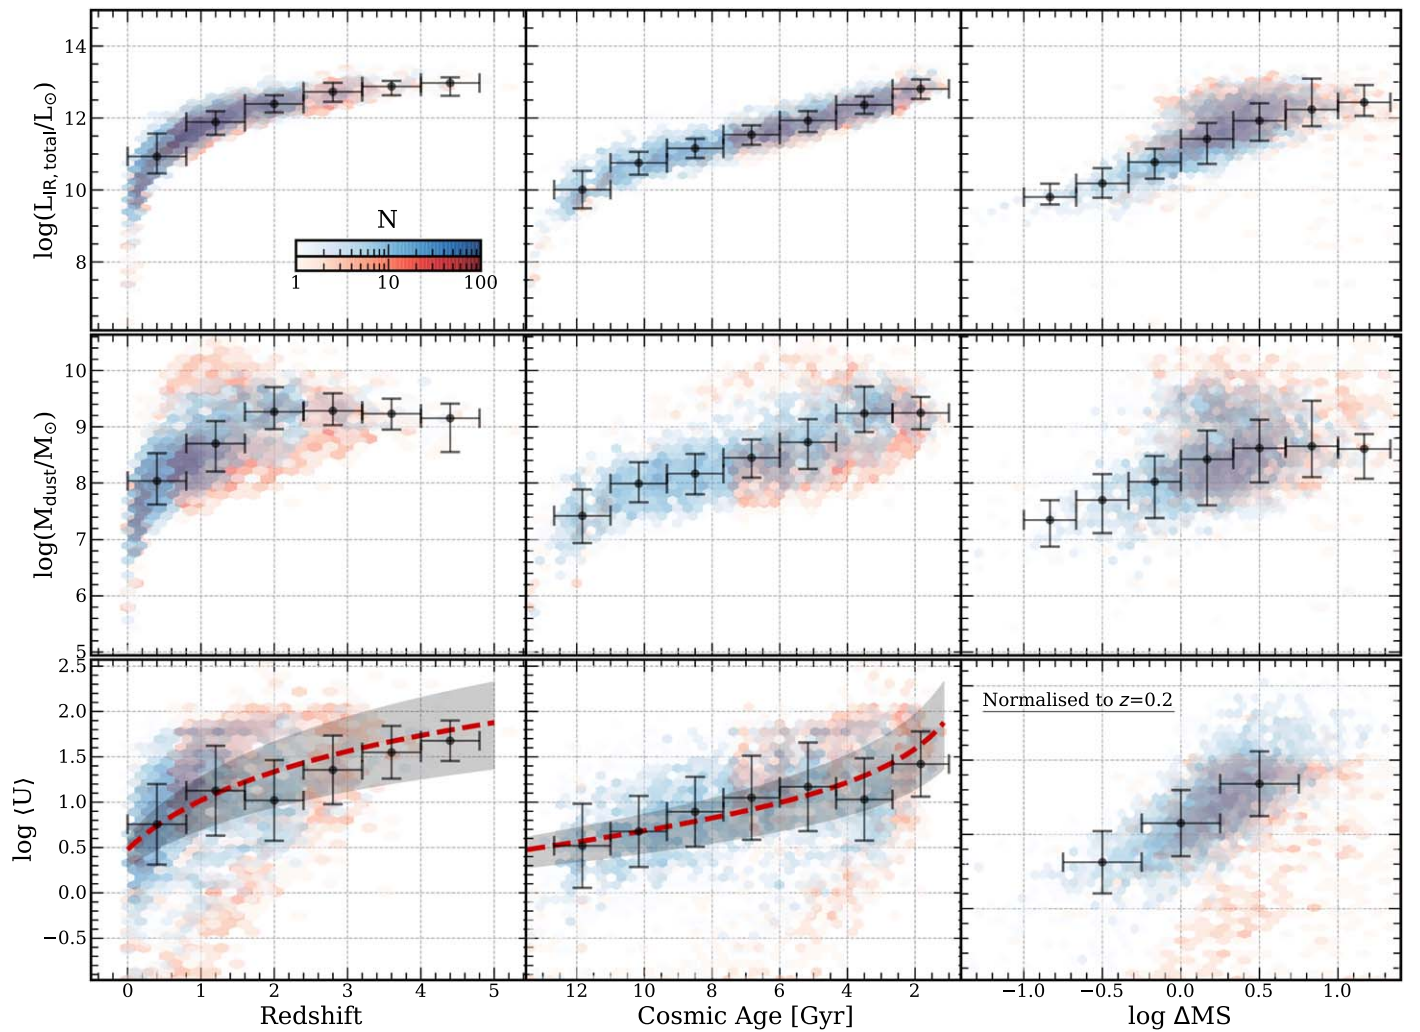 14
12
10
8
log(L_IR,total/L⊙)
N
1 10 100
10
9
8
7
6
5
log(M_dust/M⊙)
2.5
2.0
1.5
1.0
0.5
0.0
−0.5
log ⟨U⟩
Normalised to z=0.2
0 1 2 3 4 5
12 10 8 6 4 2
−1.0 −0.5 0.0 0.5 1.0
Redshift
Cosmic Age [Gyr]
log ΔMS